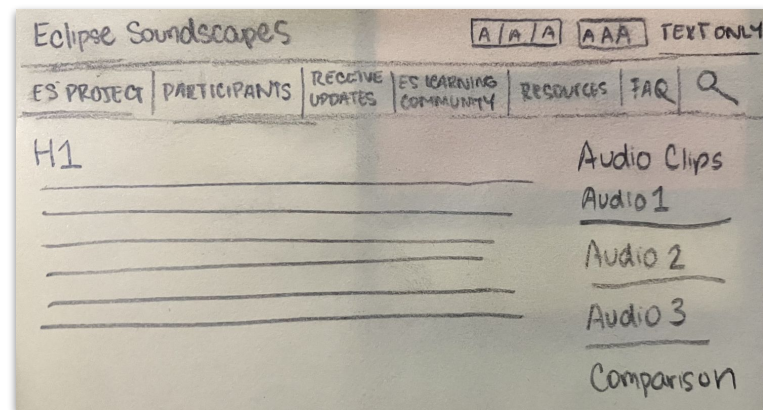 Eclipse Soundscapes
A/A/A AAA TEXT ONLY
ES PROJECT PARTICIPANTS RECEIVE UPDATES ES LEARNING COMMUNITY RESOURCES FAQ
H1
Audio Clips
Audio 1
Audio 2
Audio 3
Comparison